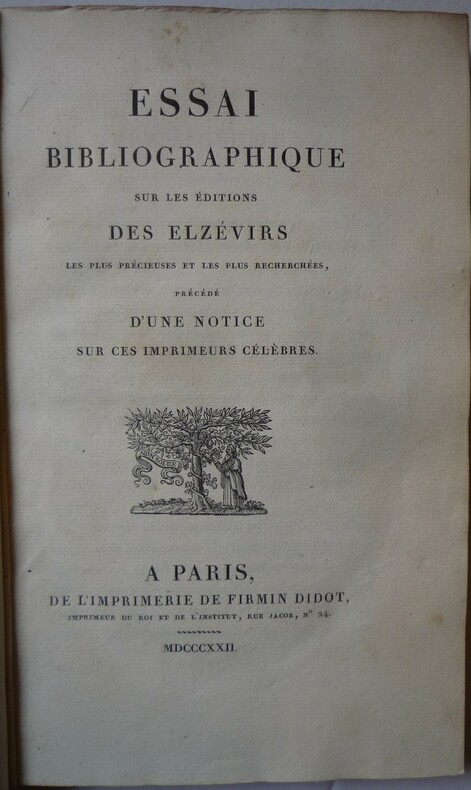 ESSAI
BIBLIOGRAPHIQUE
SUR LES ÉDITIONS
DES ELZÉVIRS
LES PLUS PRÉCIEUSES ET LES PLUS RECHERCHÉES,
PRÉCÉDÉ
D'UNE NOTICE
SUR CES IMPRIMEURS CÉLÈBRES.
A PARIS,
DE L'IMPRIMERIE DE FIRMIN DIDOT,
IMPRIMEUR DU ROI ET DE L'INSTITUT, RUE JACOB, N° 24.
MDCCCXXII.